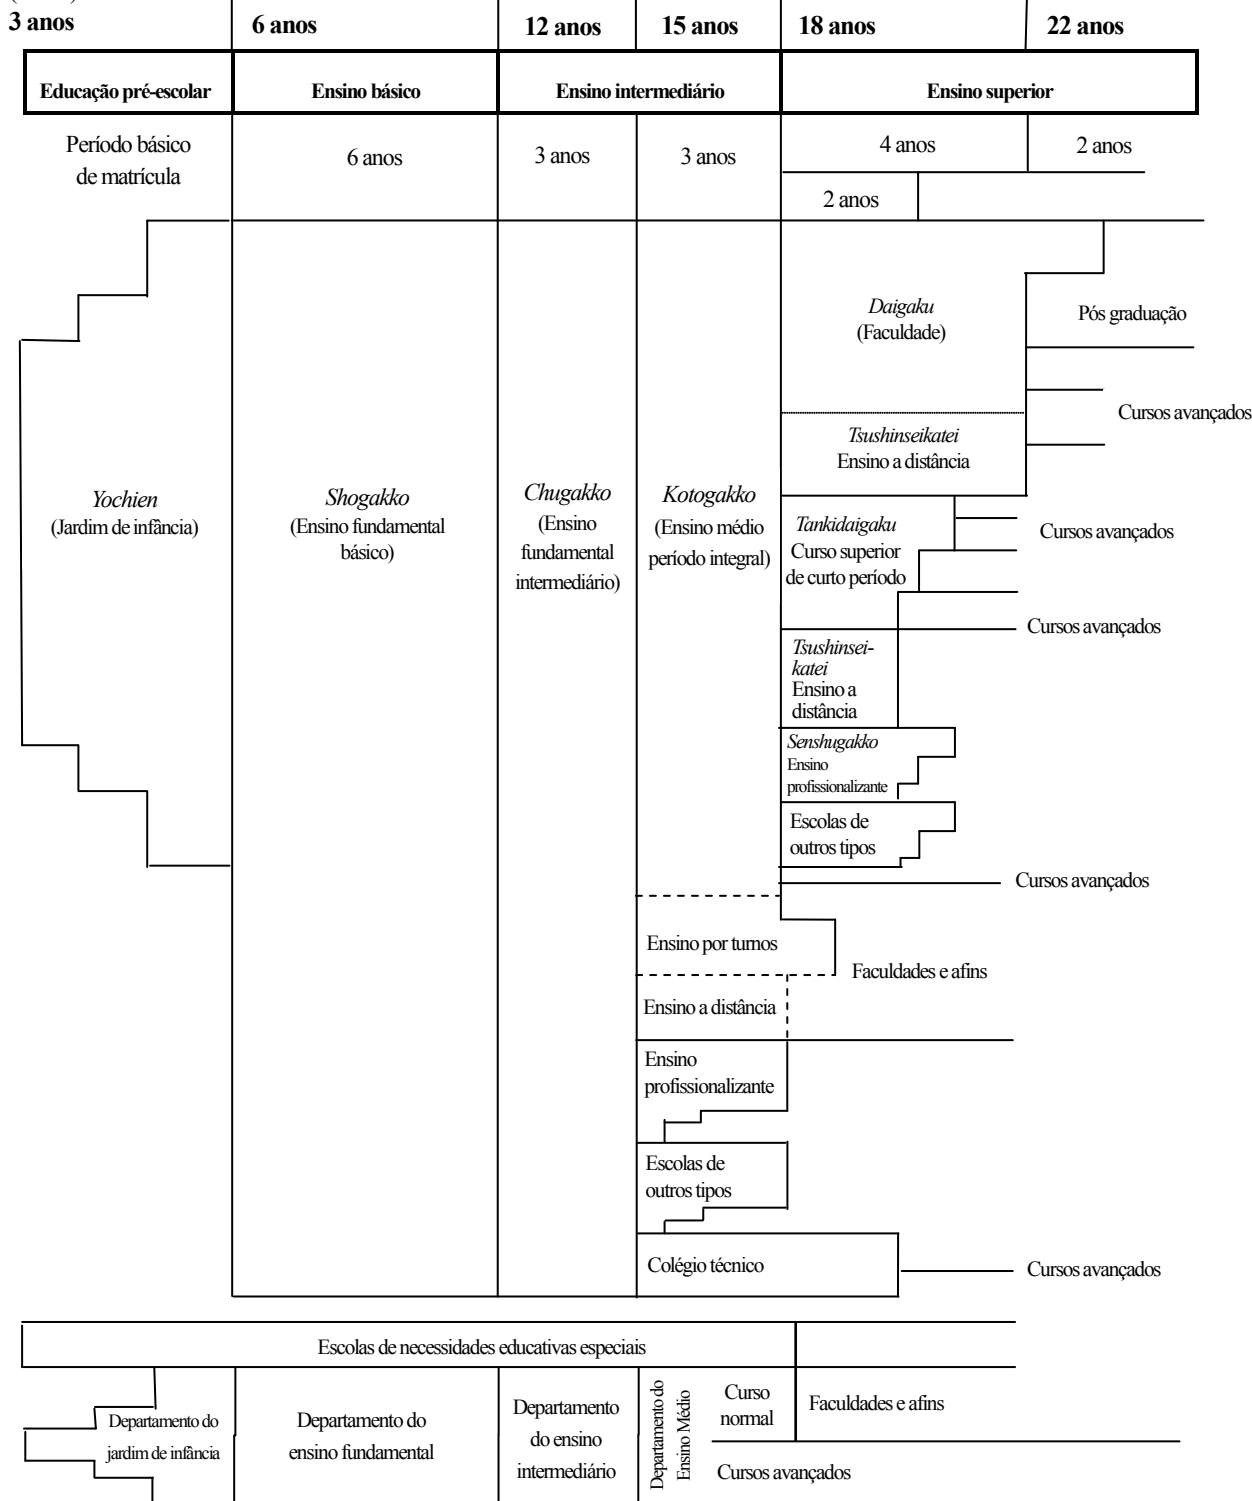 3 anos
6 anos
12 anos
15 anos
18 anos
22 anos
Educação pré-escolar
Ensino básico
Ensino intermediário
Ensino superior
Período básico
de matrícula
6 anos
3 anos
3 anos
4 anos
2 anos
2 anos
Yochien
(Jardim de infância)
Shogakko
(Ensino fundamental
básico)
Chugakko
(Ensino
fundamental
intermediário)
Kotogakko
(Ensino médio
período integral)
Daigaku
(Faculdade)
Pós graduação
Cursos avançados
Tsushinseikatei
Ensino a distância
Tankidaigaku
Curso superior
de curto período
Cursos avançados
Cursos avançados
Tsushinsei-
katei
Ensino a
distância
Senshugakko
Ensino
profissionalizante
Escolas de
outros tipos
Cursos avançados
Ensino por turnos
Faculdades e afins
Ensino a distância
Ensino
profissionalizante
Escolas de
outros tipos
Colégio técnico
Cursos avançados
Escolas de necessidades educativas especiais
Departamento do
jardim de infância
Departamento do
ensino fundamental
Departamento
do ensino
intermediário
Departamento do
Ensino Médio
Curso
normal
Faculdades e afins
Cursos avançados